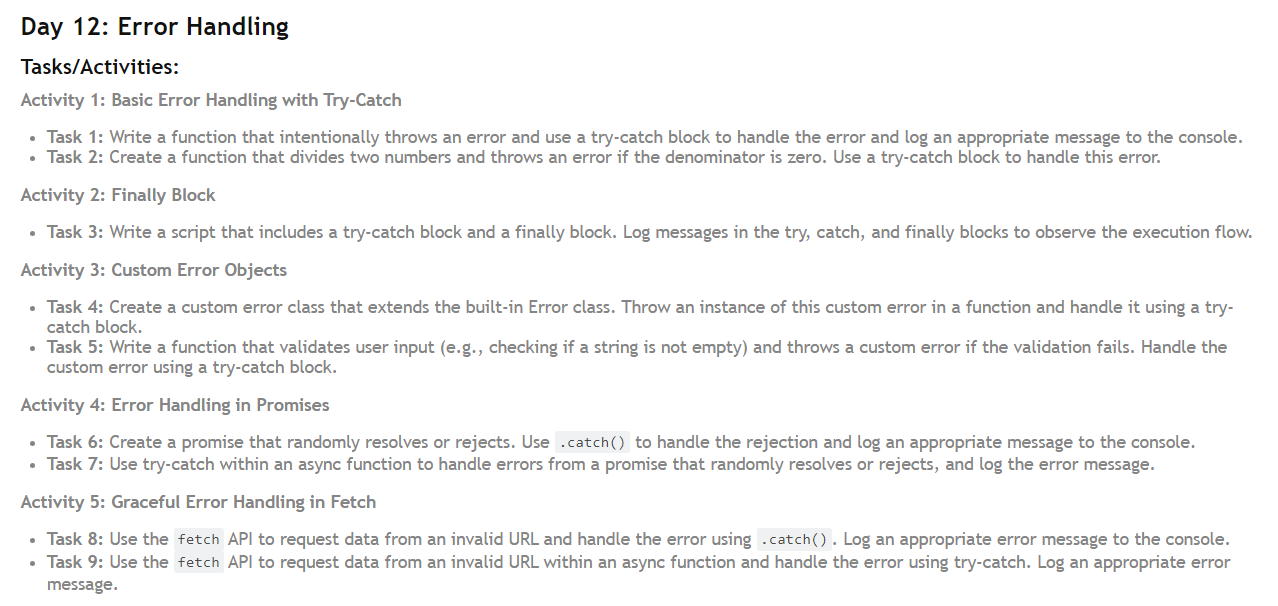 Day 12: Error Handling
Tasks/Activities:
Activity 1: Basic Error Handling with Try-Catch
• Task 1: Write a function that intentionally throws an error and use a try-catch block to handle the error and log an appropriate message to the console.
• Task 2: Create a function that divides two numbers and throws an error if the denominator is zero. Use a try-catch block to handle this error.
Activity 2: Finally Block
• Task 3: Write a script that includes a try-catch block and a finally block. Log messages in the try, catch, and finally blocks to observe the execution flow.
Activity 3: Custom Error Objects
• Task 4: Create a custom error class that extends the built-in Error class. Throw an instance of this custom error in a function and handle it using a try-
catch block.
• Task 5: Write a function that validates user input (e.g., checking if a string is not empty) and throws a custom error if the validation fails. Handle the
custom error using a try-catch block.
Activity 4: Error Handling in Promises
• Task 6: Create a promise that randomly resolves or rejects. Use .catch() to handle the rejection and log an appropriate message to the console.
• Task 7: Use try-catch within an async function to handle errors from a promise that randomly resolves or rejects, and log the error message.
Activity 5: Graceful Error Handling in Fetch
• Task 8: Use the fetch API to request data from an invalid URL and handle the error using .catch(). Log an appropriate error message to the console.
• Task 9: Use the fetch API to request data from an invalid URL within an async function and handle the error using try-catch. Log an appropriate error
message.